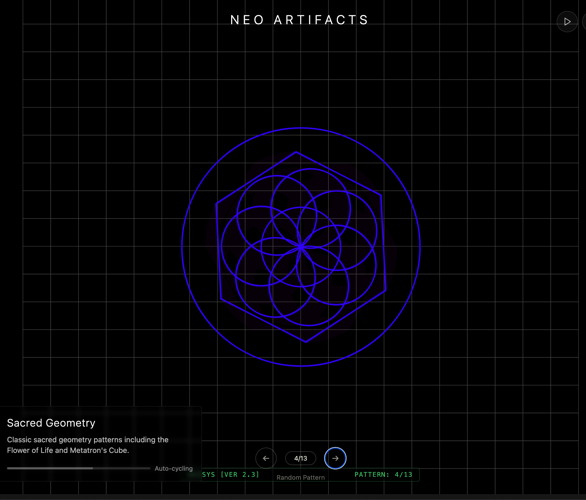 NEO ARTIFACTS
Sacred Geometry
Classic sacred geometry patterns including the
Flower of Life and Metatron's Cube.
Auto-cycling
4/13
SYS [VER 2.3]
PATTERN: 4/13
Random Pattern